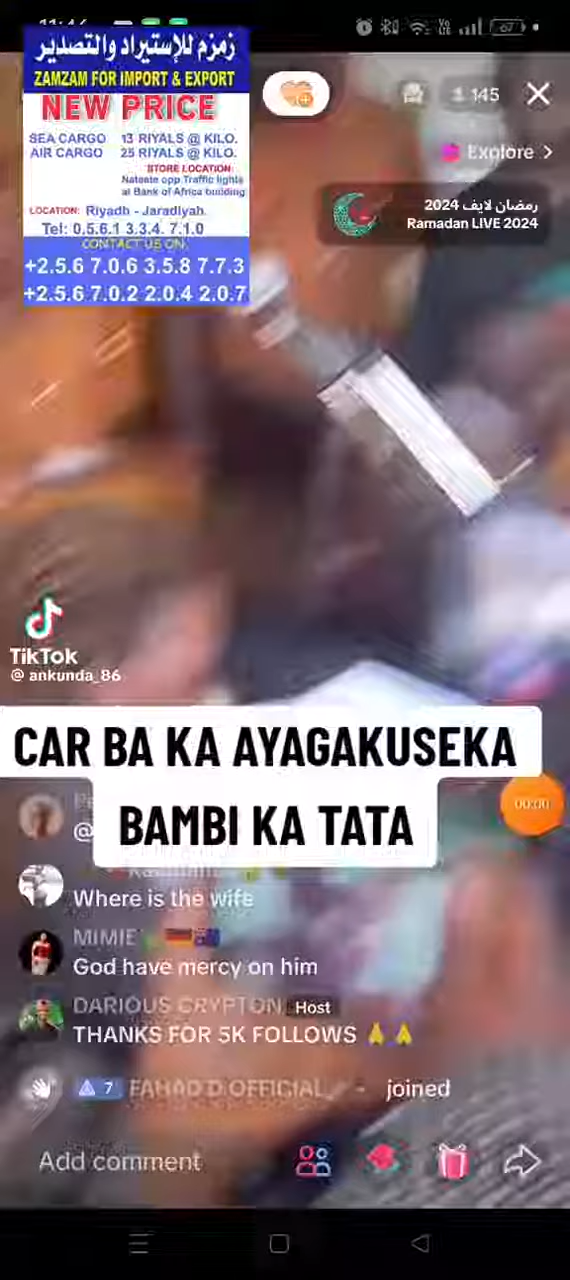 زمزم للإستيراد والتصدير
ZAMZAM FOR IMPORT & EXPORT
NEW PRICE
SEA CARGO 13 RIYALS @ KILO.
AIR CARGO 25 RIYALS @ KILO.
STORE LOCATION:
Nateete opp Traffic lights
at Bank of Africa building
LOCATION: Riyadh - Jaradiyah
Tel: 0.5.6.1 3.3.4. 7.1.0
CONTACT US ON
+2.5.6 7.0.6 3.5.8 7.7.3
+2.5.6.7.0.2 2.0.4 2.0.7
67
145
Explore >
رمضان لايف 2024
Ramadan LIVE 2024
TikTok
@ ankunda_86
CAR BA KA AYAGAKUSEKA
BAMBI KA TATA
00:00
@
Where is the wife
MIMIE
God have mercy on him
DARIOUS CRYPTON Host
THANKS FOR 5K FOLLOWS
7 FAHAD D OFFICIAL joined
Add comment